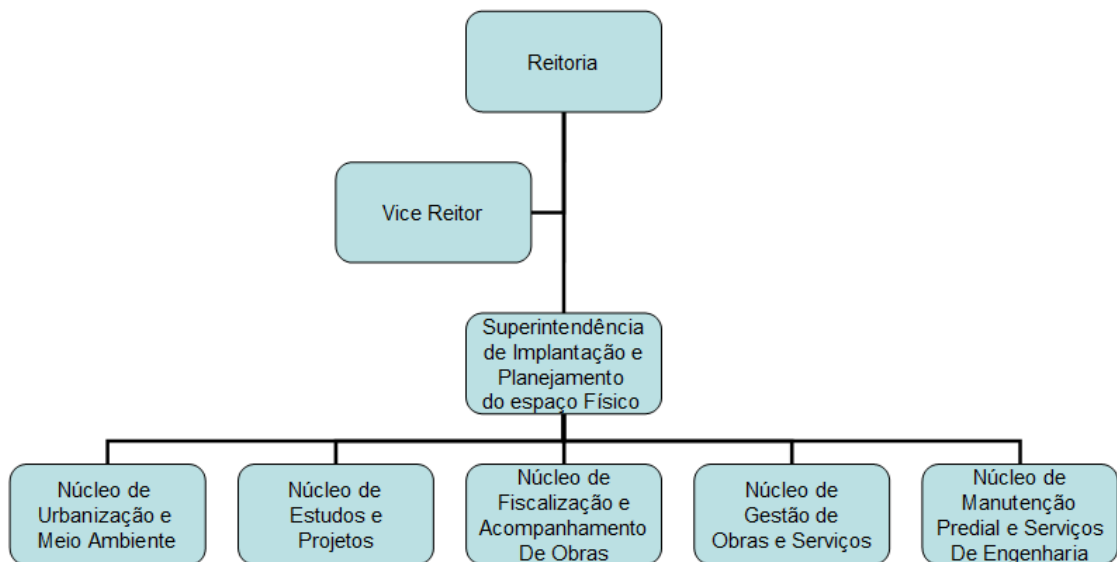 Reitoria
Vice Reitor
Superintendência
de Implantação e
Planejamento
do espaço Físico
Núcleo de
Urbanização e
Meio Ambiente
Núcleo de
Estudos e
Projetos
Núcleo de
Fiscalização e
Acompanhamento
De Obras
Núcleo de
Gestão de
Obras e Serviços
Núcleo de
Manutenção
Predial e Serviços
De Engenharia